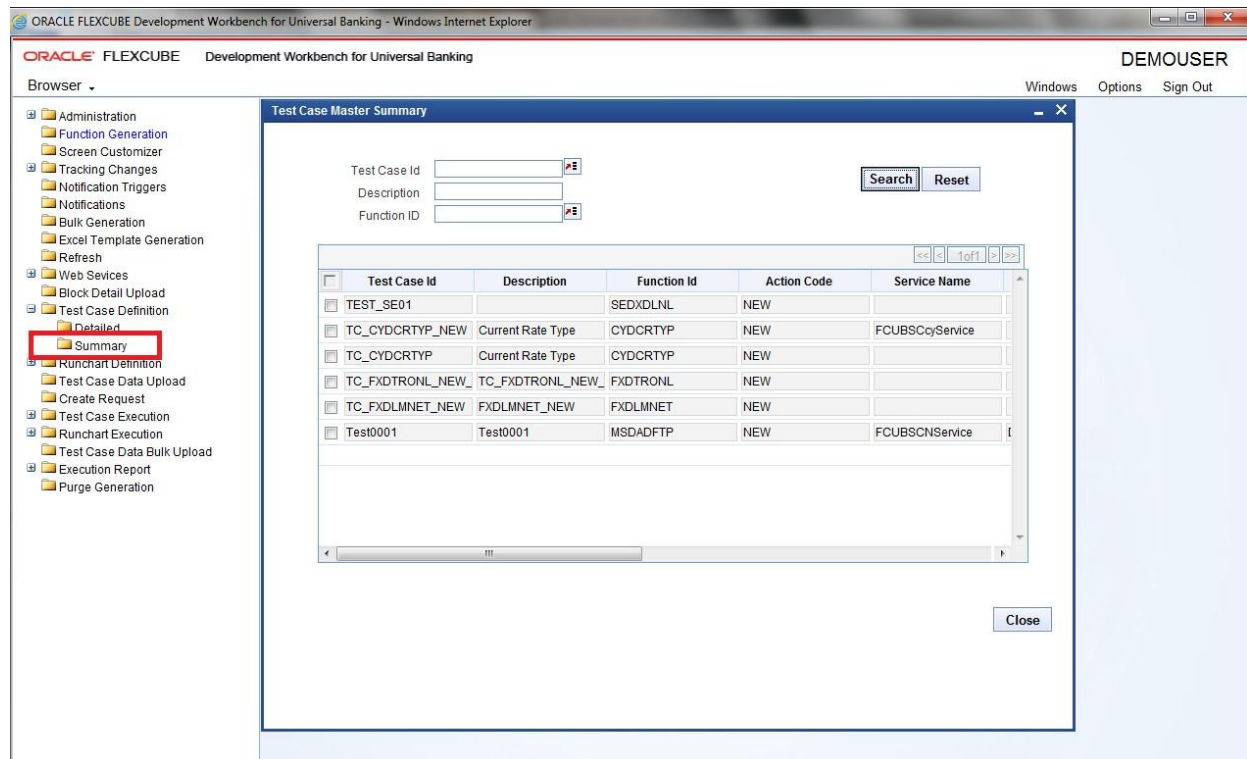 ORACLE FLEXCUBE Development Workbench for Universal Banking - Windows Internet Explorer
ORACLE FLEXCUBE Development Workbench for Universal Banking
DEMOUSER
Browser
Windows Options Sign Out
Administration
Function Generation
Screen Customizer
Tracking Changes
Notification Triggers
Notifications
Bulk Generation
Excel Template Generation
Refresh
Web Sevices
Block Detail Upload
Test Case Definition
Detailed
Summary
Runchart Definition
Test Case Data Upload
Create Request
Test Case Execution
Runchart Execution
Test Case Data Bulk Upload
Execution Report
Purge Generation
Test Case Master Summary
Test Case Id
Description
Function ID
Search Reset
<< < 1of1 > >>
Test Case Id Description Function Id Action Code Service Name
TEST_SE01 SEDXDLNL NEW
TC_CYDCRTYP_NEW Current Rate Type CYDCRTYP NEW FCUBSCcyService
TC_CYDCRTYP Current Rate Type CYDCRTYP NEW
TC_FXDTRONL_NEW_ TC_FXDTRONL_NEW_ FXDTRONL NEW
TC_FXDLMNET_NEW FXDLMNET_NEW FXDLMNET NEW
Test0001 Test0001 MSDADFTP NEW FCUBSCNService
Close